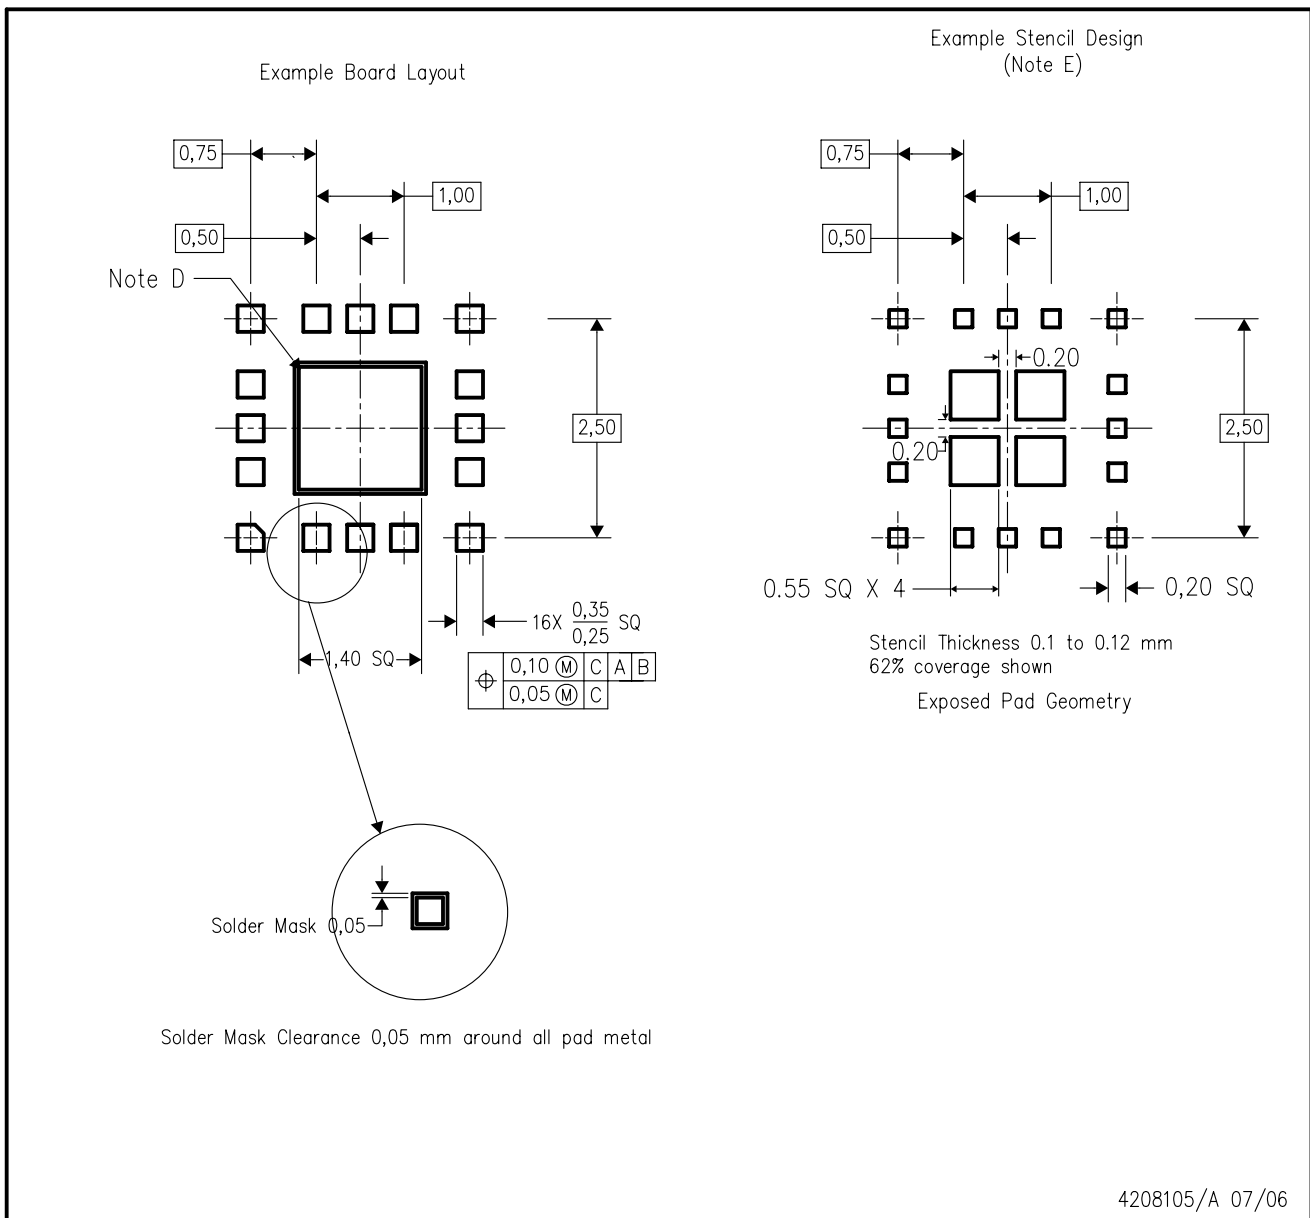 Example Board Layout
0,75
1,00
0,50
Note D
2,50
16X 0,35 SQ
0,25
1,40 SQ
0,10 Ⓜ C A B
0,05 Ⓜ C
Solder Mask 0,05
Solder Mask Clearance 0,05 mm around all pad metal
Example Stencil Design
(Note E)
0,75
1,00
0,50
0.20
2,50
0.20
0.55 SQ X 4
0,20 SQ
Stencil Thickness 0.1 to 0.12 mm
62% coverage shown
Exposed Pad Geometry
4208105/A 07/06